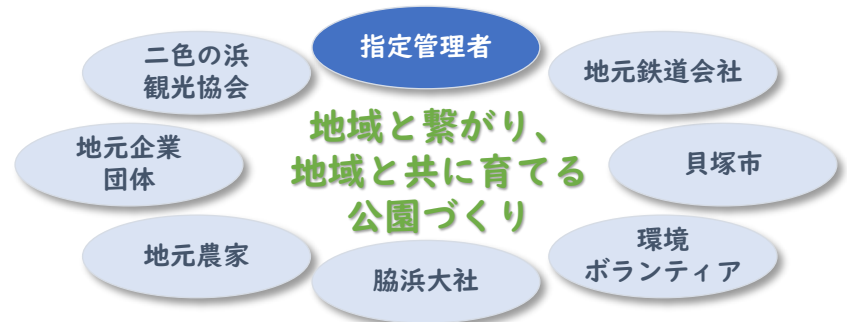 指定管理者
二色の浜
観光協会
地元鉄道会社
地域と繋がり、
地域と共に育てる
公園づくり
地元企業
団体
貝塚市
地元農家
環境
ボランティア
脇浜大社